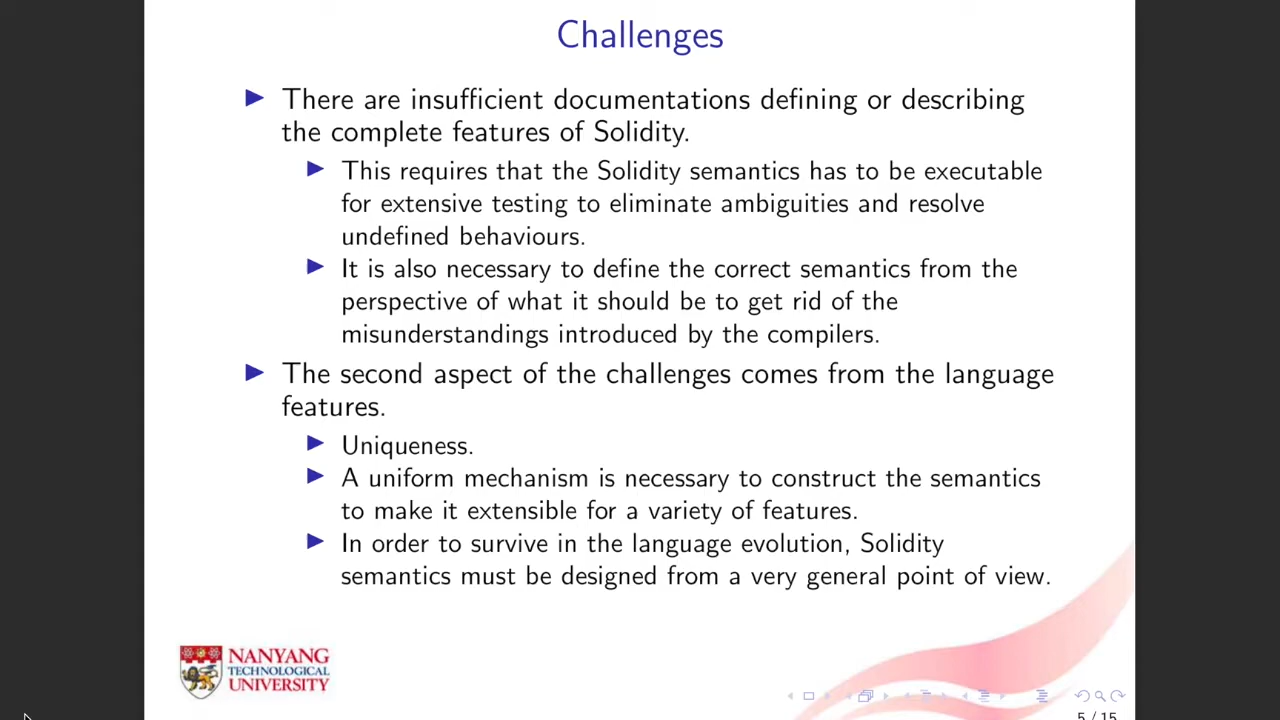 Challenges
There are insufficient documentations defining or describing
the complete features of Solidity.
This requires that the Solidity semantics has to be executable
for extensive testing to eliminate ambiguities and resolve
undefined behaviours.
It is also necessary to define the correct semantics from the
perspective of what it should be to get rid of the
misunderstandings introduced by the compilers.
The second aspect of the challenges comes from the language
features.
Uniqueness.
A uniform mechanism is necessary to construct the semantics
to make it extensible for a variety of features.
In order to survive in the language evolution, Solidity
semantics must be designed from a very general point of view.
NANYANG
TECHNOLOGICAL
UNIVERSITY
5 / 15